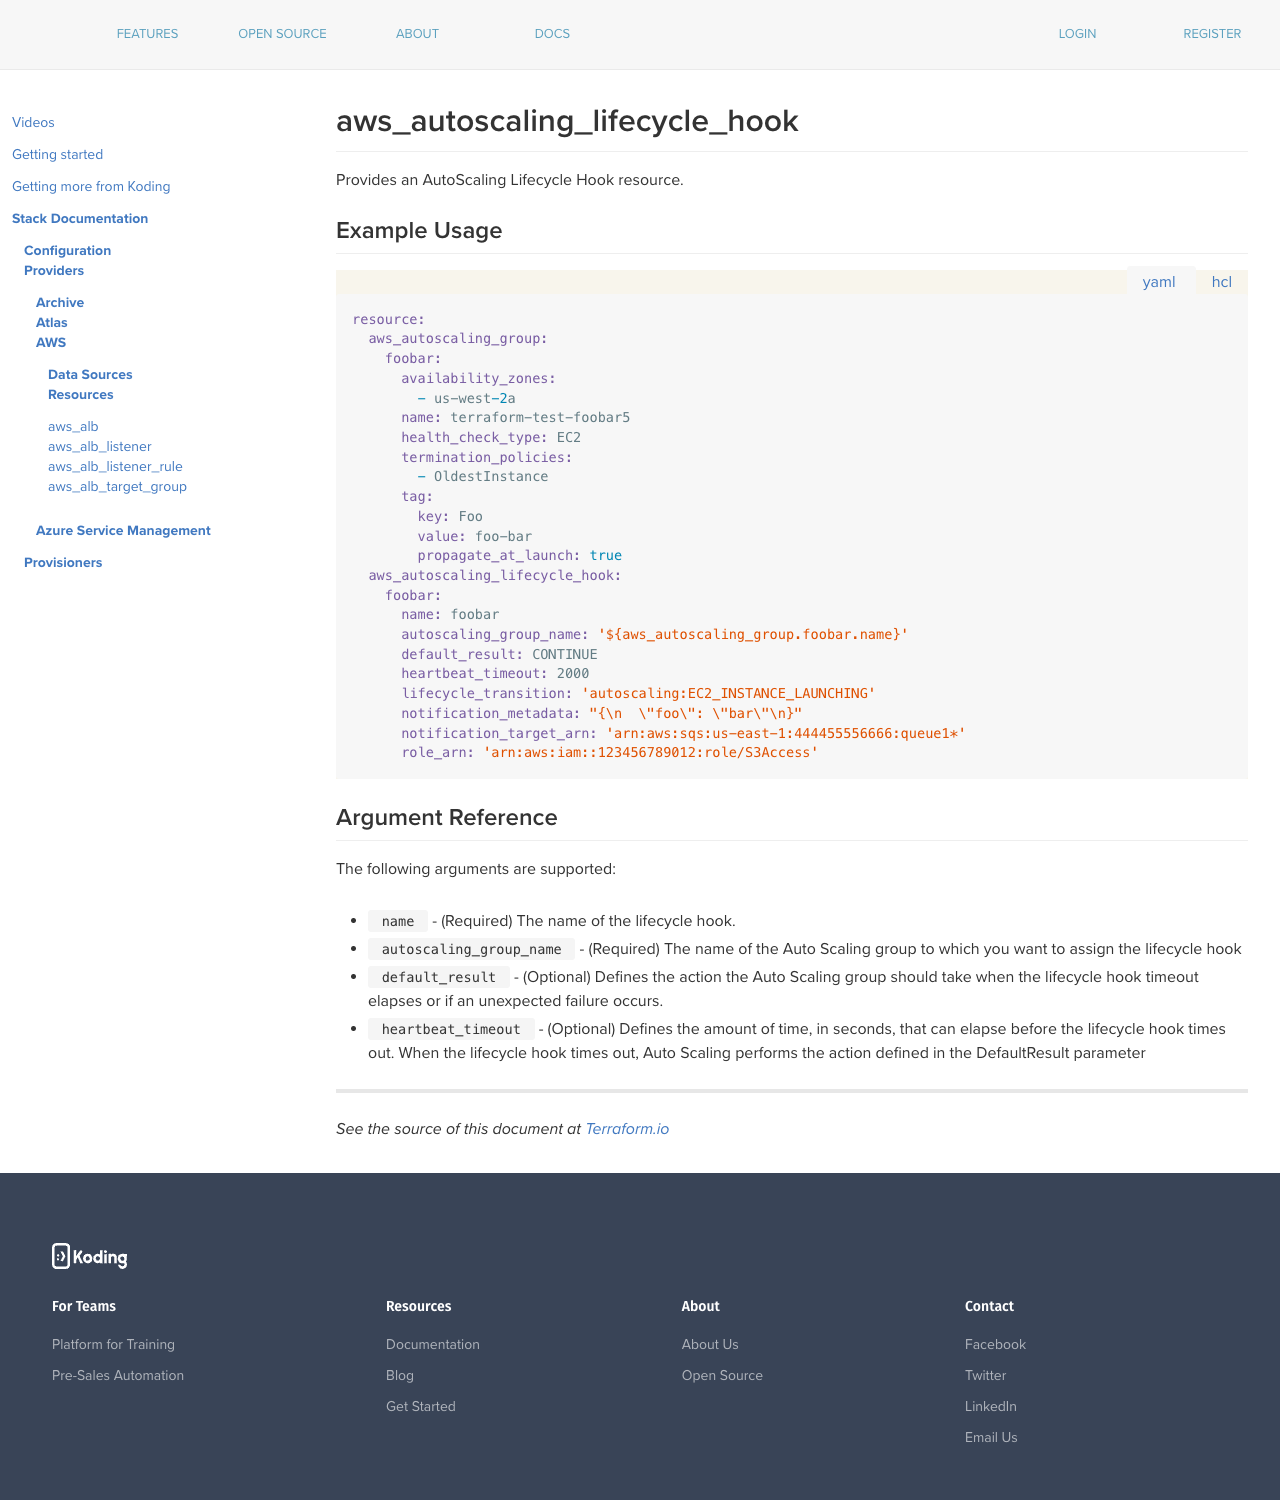 FEATURES OPEN SOURCE ABOUT DOCS LOGIN REGISTER
Videos
Getting started
Getting more from Koding
Stack Documentation
Configuration
Providers
Archive
Atlas
AWS
Data Sources
Resources
aws_alb
aws_alb_listener
aws_alb_listener_rule
aws_alb_target_group
Azure Service Management
Provisioners
aws_autoscaling_lifecycle_hook
Provides an AutoScaling Lifecycle Hook resource.
Example Usage
yaml hcl
resource:
  aws_autoscaling_group:
    foobar:
      availability_zones:
        - us-west-2a
      name: terraform-test-foobar5
      health_check_type: EC2
      termination_policies:
        - OldestInstance
      tag:
        key: Foo
        value: foo-bar
        propagate_at_launch: true
  aws_autoscaling_lifecycle_hook:
    foobar:
      name: foobar
      autoscaling_group_name: '${aws_autoscaling_group.foobar.name}'
      default_result: CONTINUE
      heartbeat_timeout: 2000
      lifecycle_transition: 'autoscaling:EC2_INSTANCE_LAUNCHING'
      notification_metadata: "{\n  \"foo\": \"bar\"\n}"
      notification_target_arn: 'arn:aws:sqs:us-east-1:444455556666:queue1*'
      role_arn: 'arn:aws:iam::123456789012:role/S3Access'
Argument Reference
The following arguments are supported:
• name - (Required) The name of the lifecycle hook.
• autoscaling_group_name - (Required) The name of the Auto Scaling group to which you want to assign the lifecycle hook
• default_result - (Optional) Defines the action the Auto Scaling group should take when the lifecycle hook timeout
elapses or if an unexpected failure occurs.
• heartbeat_timeout - (Optional) Defines the amount of time, in seconds, that can elapse before the lifecycle hook times
out. When the lifecycle hook times out, Auto Scaling performs the action defined in the DefaultResult parameter
See the source of this document at Terraform.io
Koding
For Teams
Platform for Training
Pre-Sales Automation
Resources
Documentation
Blog
Get Started
About
About Us
Open Source
Contact
Facebook
Twitter
LinkedIn
Email Us